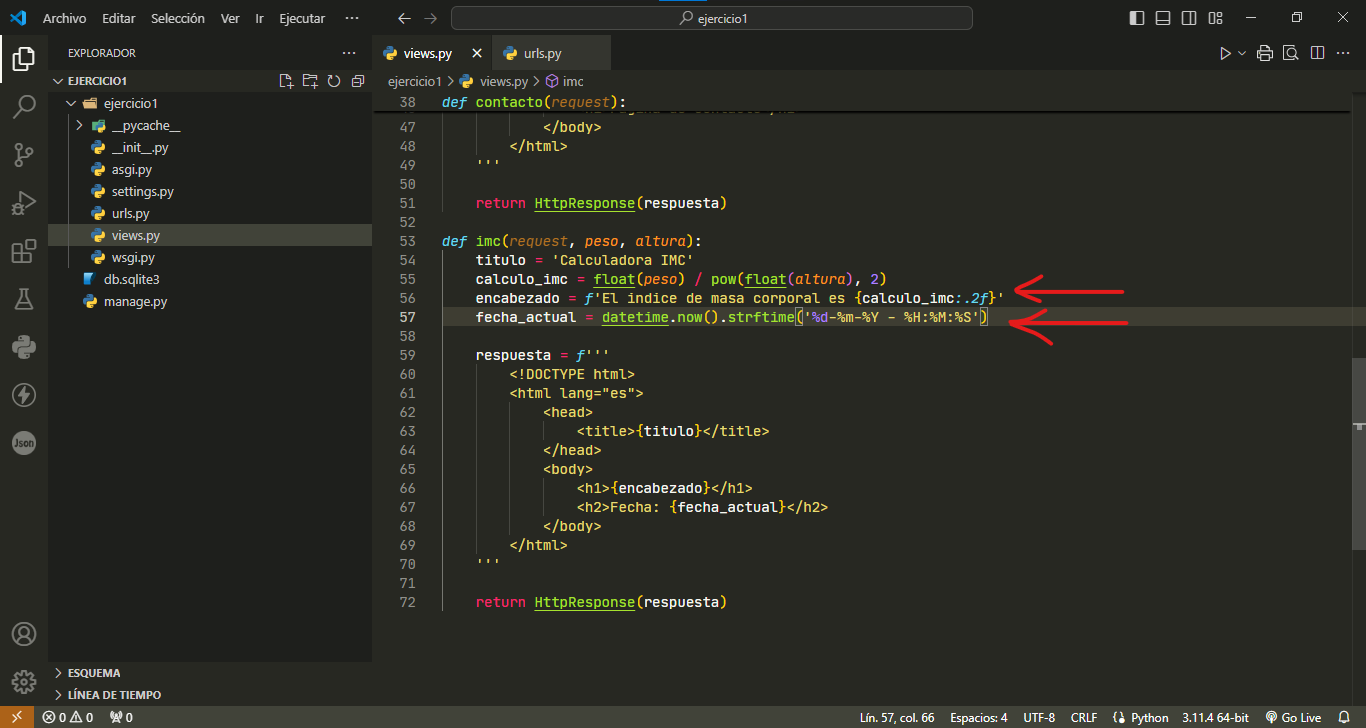 Archivo Editar Selección Ver Ir Ejecutar ··· ejercicio1
EXPLORADOR ···
EJERCICIO1
ejercicio1
__pycache__
__init__.py
asgi.py
settings.py
urls.py
views.py
wsgi.py
db.sqlite3
manage.py
Json
ESQUEMA
LÍNEA DE TIEMPO
views.py urls.py
ejercicio1 > views.py > imc
38 def contacto(request):
47 </body>
48 </html>
49 '''
50
51 return HttpResponse(respuesta)
52
53 def imc(request, peso, altura):
54 titulo = 'Calculadora IMC'
55 calculo_imc = float(peso) / pow(float(altura), 2)
56 encabezado = f'El indice de masa corporal es {calculo_imc:.2f}'
57 fecha_actual = datetime.now().strftime('%d-%m-%Y - %H:%M:%S')
58
59 respuesta = f'''
60 <!DOCTYPE html>
61 <html lang="es">
62 <head>
63 <title>{titulo}</title>
64 </head>
65 <body>
66 <h1>{encabezado}</h1>
67 <h2>Fecha: {fecha_actual}</h2>
68 </body>
69 </html>
70 '''
71
72 return HttpResponse(respuesta)
0 0 0 Lín. 57, col. 66 Espacios: 4 UTF-8 CRLF Python 3.11.4 64-bit Go Live